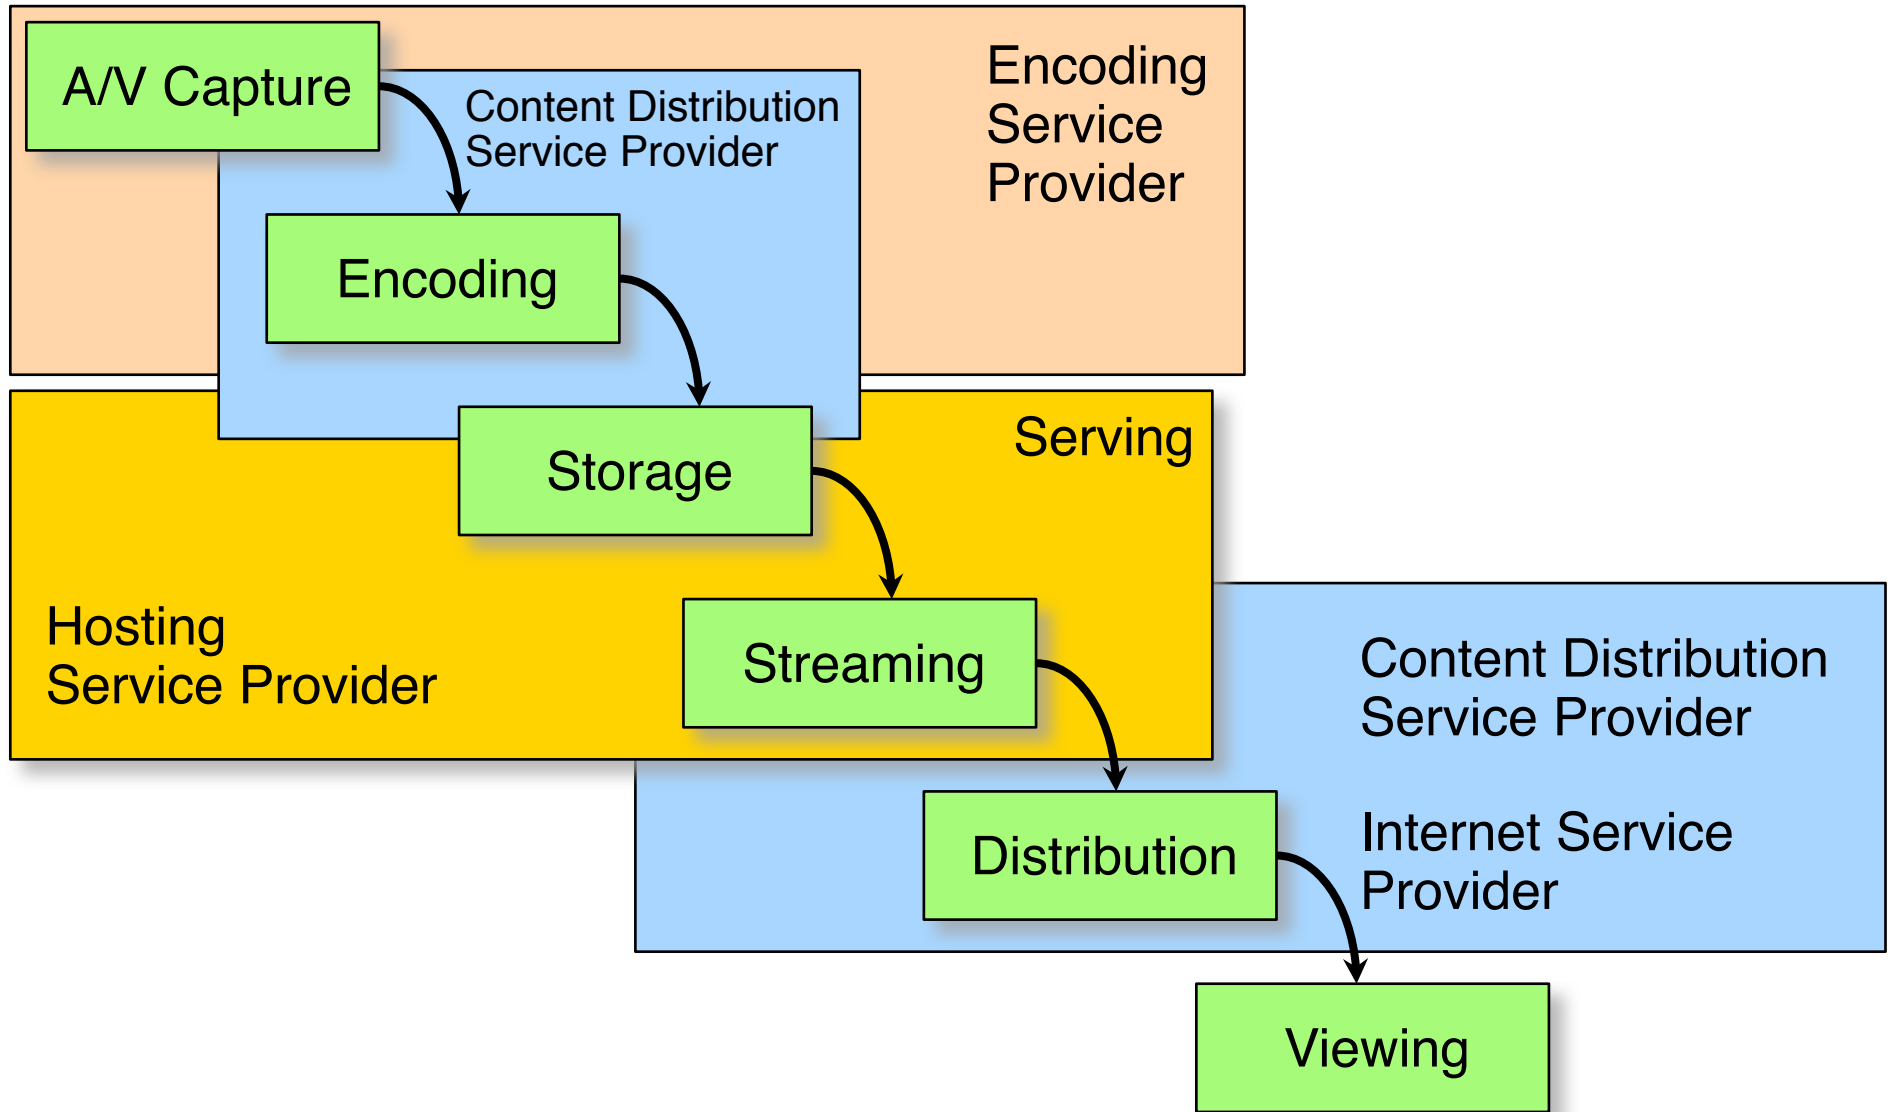 A/V Capture
Content Distribution
Service Provider
Encoding
Service
Provider
Encoding
Storage
Serving
Hosting
Service Provider
Streaming
Content Distribution
Service Provider
Distribution
Internet Service
Provider
Viewing